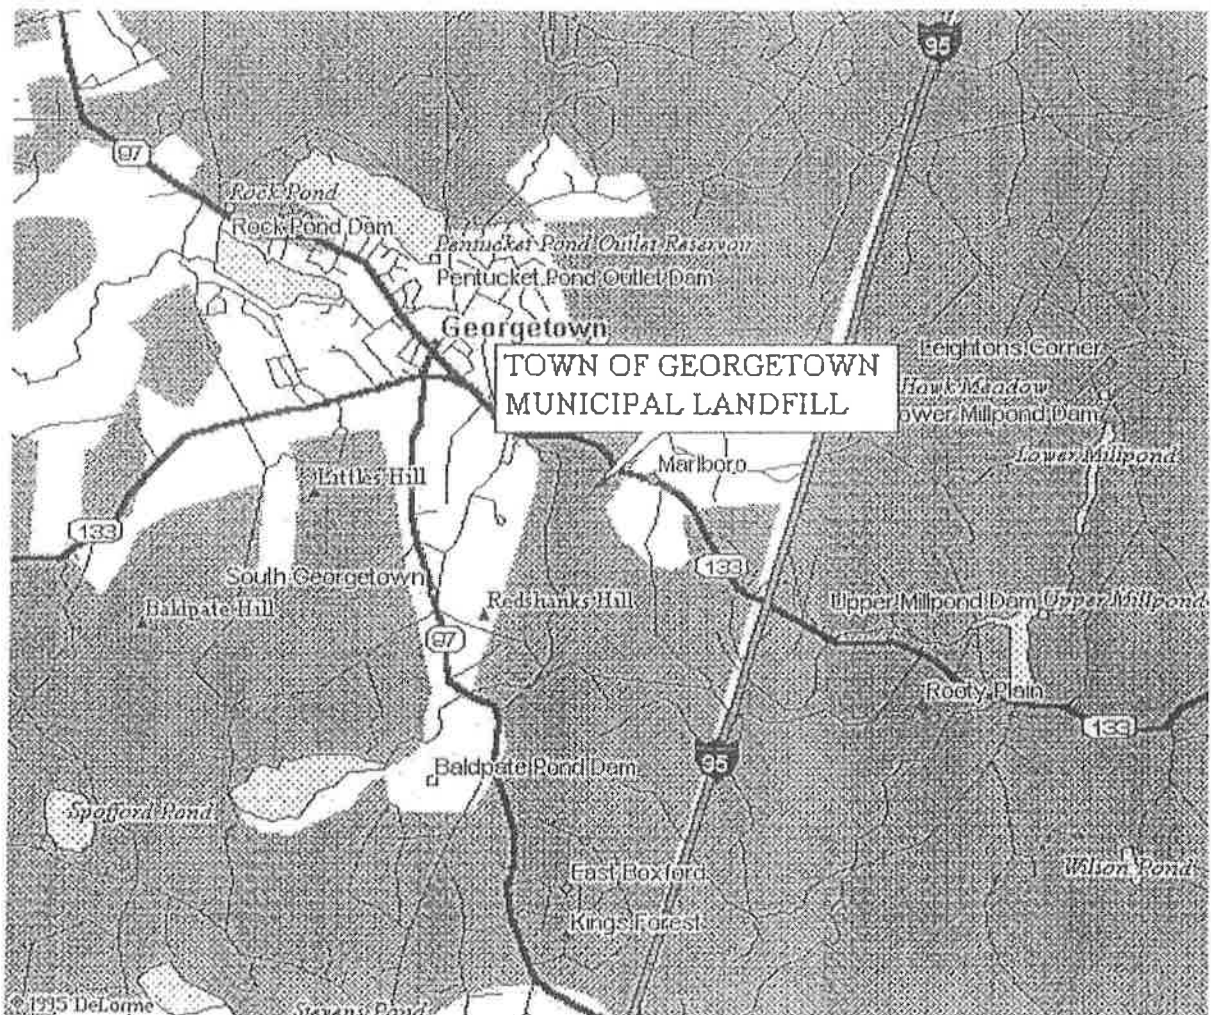 95
97
Rock Pond
Rock Pond Dam
Pentucket Pond Outlet Reservoir
Pentucket Pond Outlet Dam
Georgetown
TOWN OF GEORGETOWN
MUNICIPAL LANDFILL
Leightons Corner
Hawk Meadow
ower Millpond Dam
Lower Millpond
Marlboro
Littles Hill
133
133
South Georgetown
Baldpate Hill
Redshanks Hill
Upper Millpond Dam
Upper Millpond
97
Rooty Plain
133
95
Baldpate Pond Dam
Spofford Pond
East Boxford
Wilson Pond
Kings Forest
© 1995 DeLorme
Stevens Pond